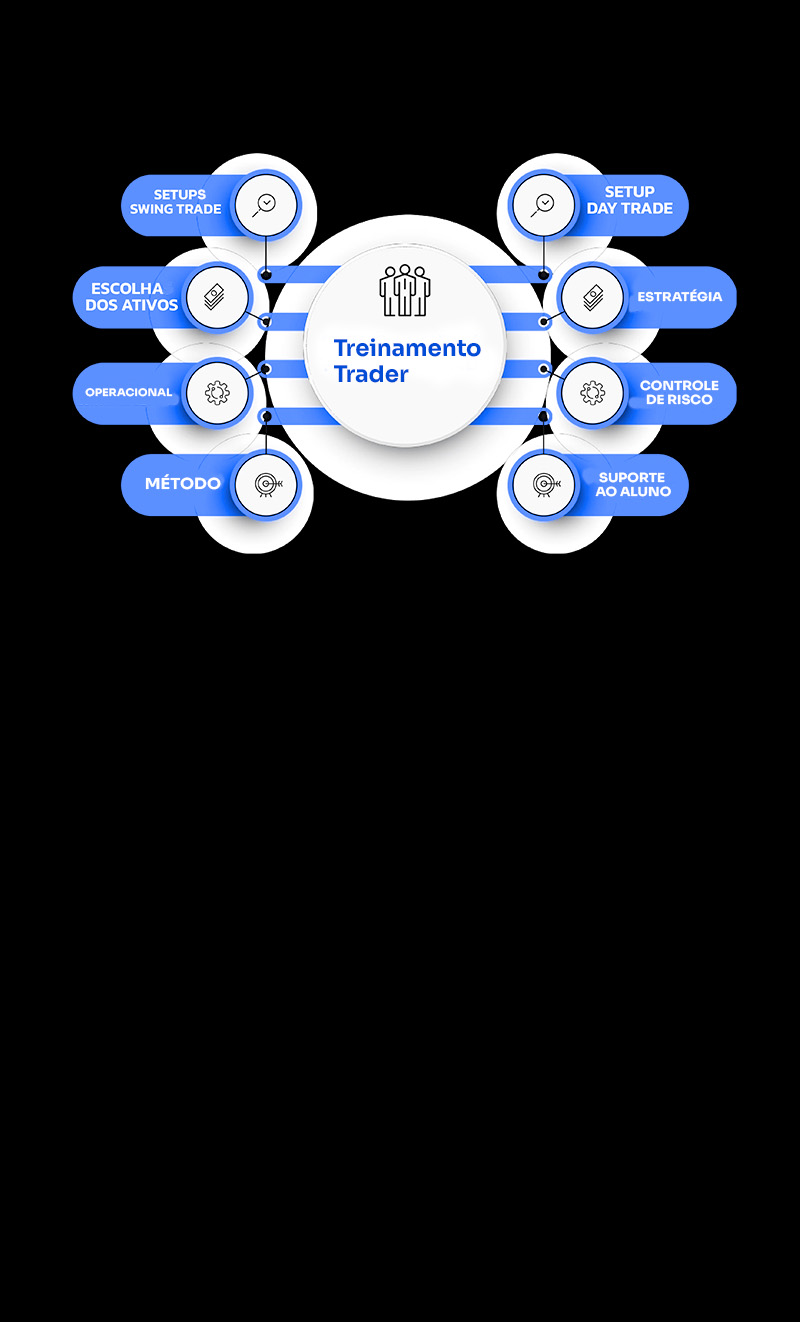 SETUPS
SWING TRADE
ESCOLHA
DOS ATIVOS
OPERACIONAL
MÉTODO
Treinamento
Trader
SETUP
DAY TRADE
ESTRATÉGIA
CONTROLE
DE RISCO
SUPORTE
AO ALUNO